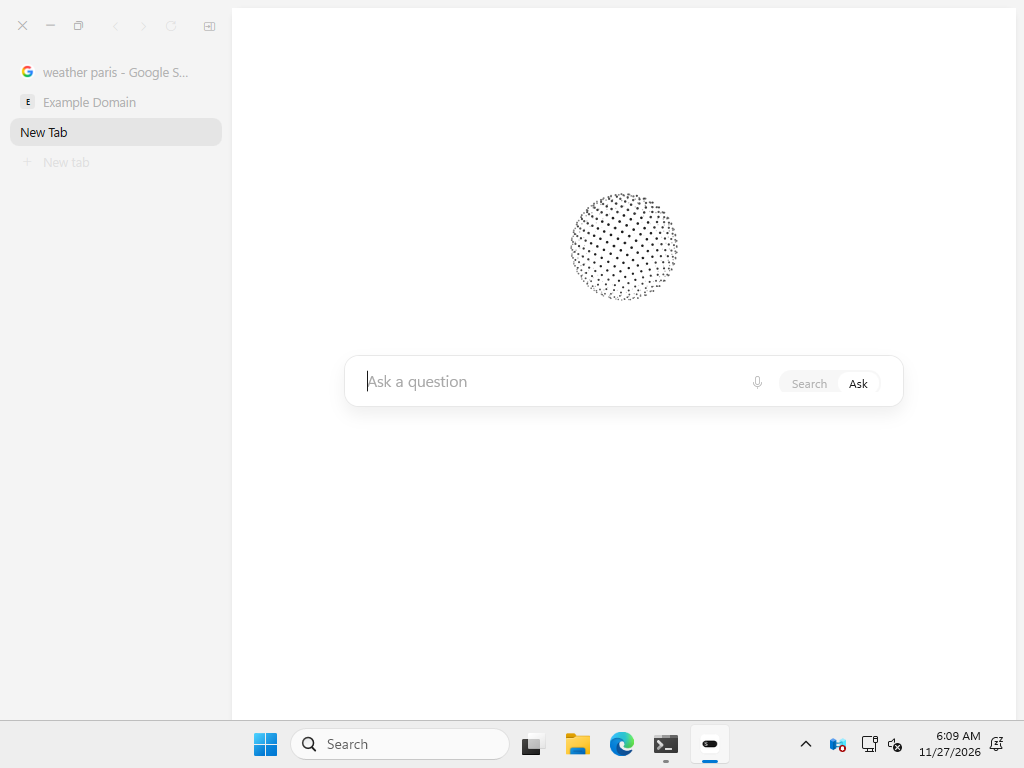 weather paris - Google S...
E
Example Domain
New Tab
New tab
Ask a question
Search
Ask
Search
6:09 AM
11/27/2026